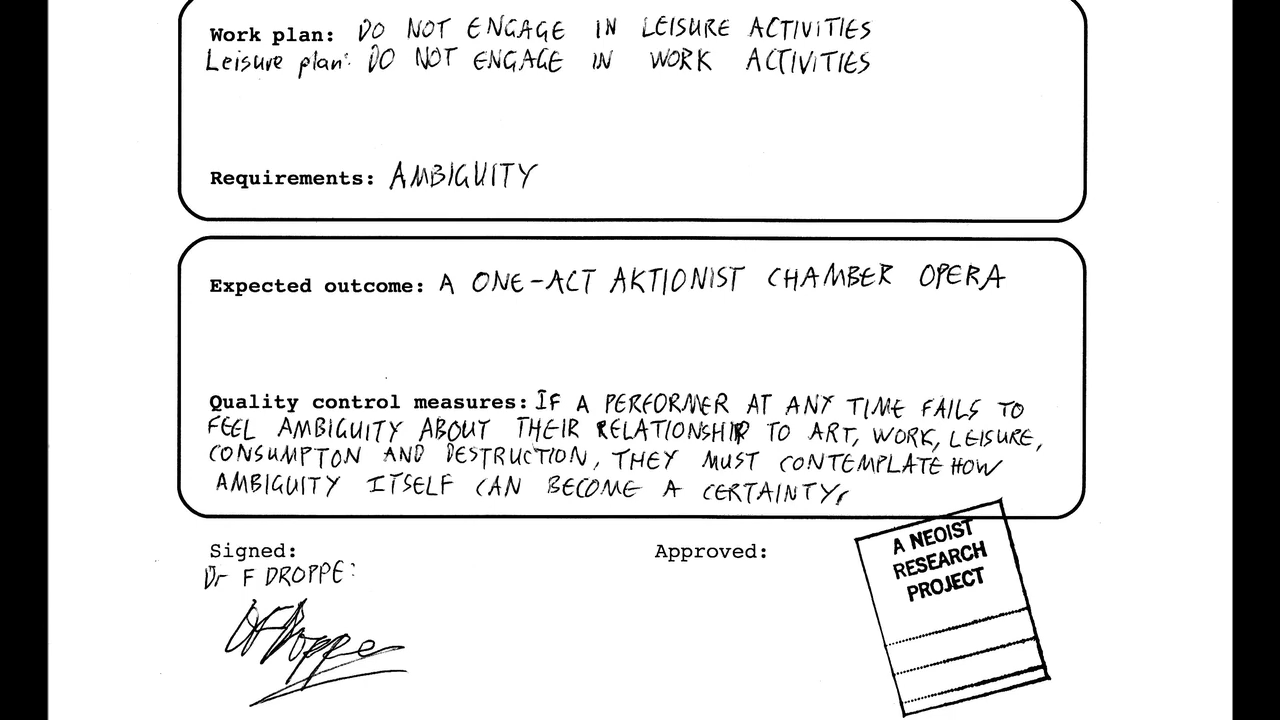 Work plan: DO NOT ENGAGE IN LEISURE ACTIVITIES
Leisure plan: DO NOT ENGAGE IN WORK ACTIVITIES
Requirements: AMBIGUITY
Expected outcome: A ONE-ACT AKTIONIST CHAMBER OPERA
Quality control measures: IF A PERFORMER AT ANY TIME FAILS TO
FEEL AMBIGUITY ABOUT THEIR RELATIONSHIP TO ART, WORK, LEISURE,
CONSUMPTON AND DESTRUCTION, THEY MUST CONTEMPLATE HOW
AMBIGUITY ITSELF CAN BECOME A CERTAINTY.
Signed: Approved:
Dr F DROPPE:
DFDroppe
A NEOIST
RESEARCH
PROJECT